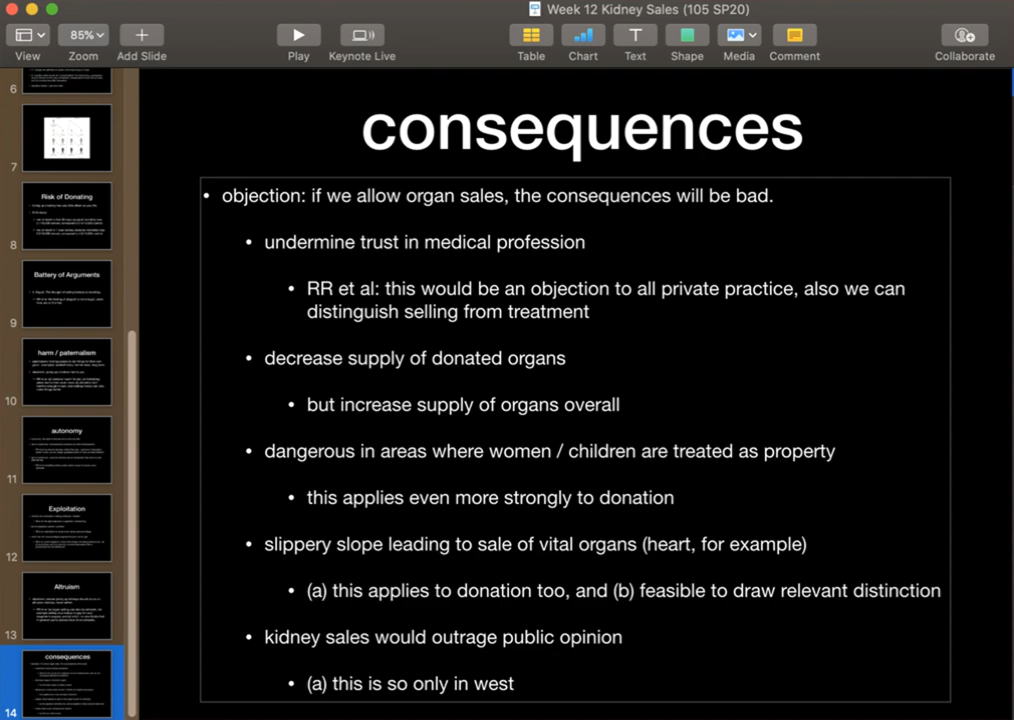 Week 12 Kidney Sales (105 SP20)
85%
View
Zoom
Add Slide
Play
Keynote Live
Table
Chart
Text
Shape
Media
Comment
Collaborate
6
7
Risk of Donating
8
Battery of Arguments
9
harm / paternalism
10
autonomy
11
Exploitation
12
Altruism
13
consequences
14
consequences
• objection: if we allow organ sales, the consequences will be bad.
• undermine trust in medical profession
• RR et al: this would be an objection to all private practice, also we can
distinguish selling from treatment
• decrease supply of donated organs
• but increase supply of organs overall
• dangerous in areas where women / children are treated as property
• this applies even more strongly to donation
• slippery slope leading to sale of vital organs (heart, for example)
• (a) this applies to donation too, and (b) feasible to draw relevant distinction
• kidney sales would outrage public opinion
• (a) this is so only in west